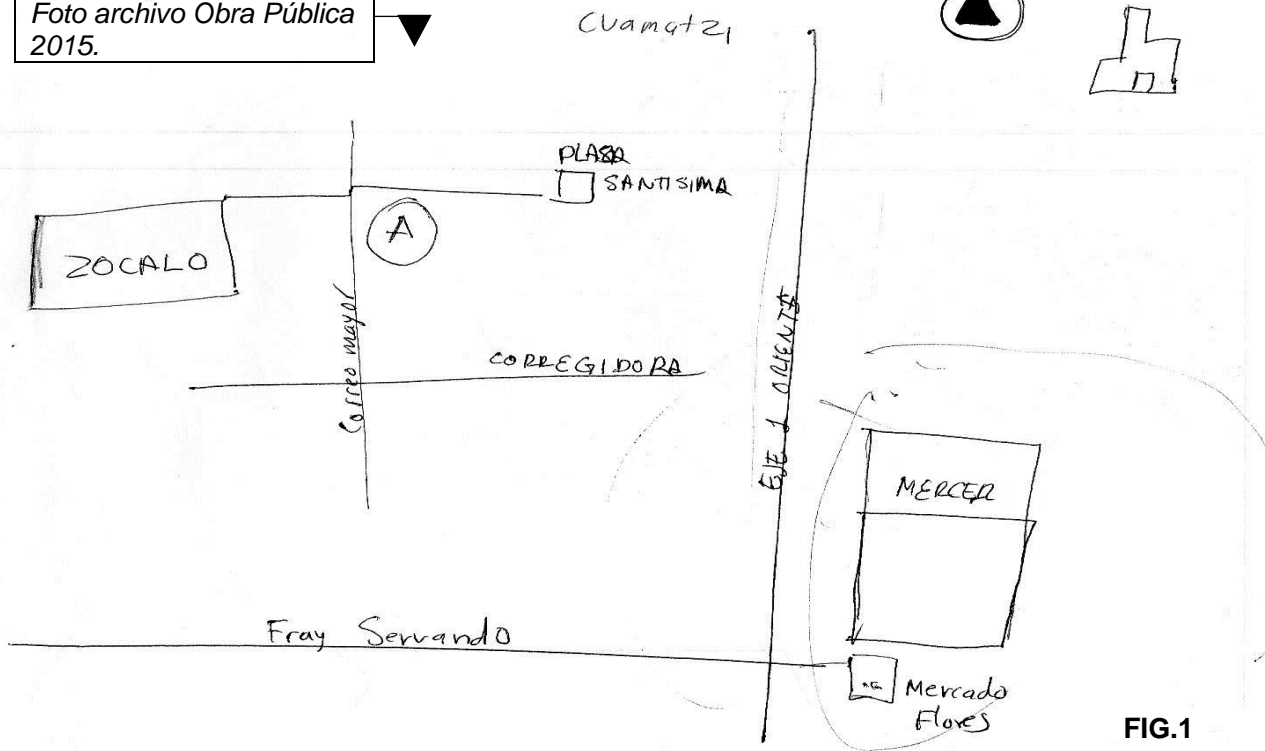 Foto archivo Obra Pública
2015.
Cuamatzi
PLASA
SANTISIMA
A
ZOCALO
Correo mayor
CORREGIDORA
EJE 1 ORIENTE
MERCED
Fray Servando
Mercado
Flores
FIG.1